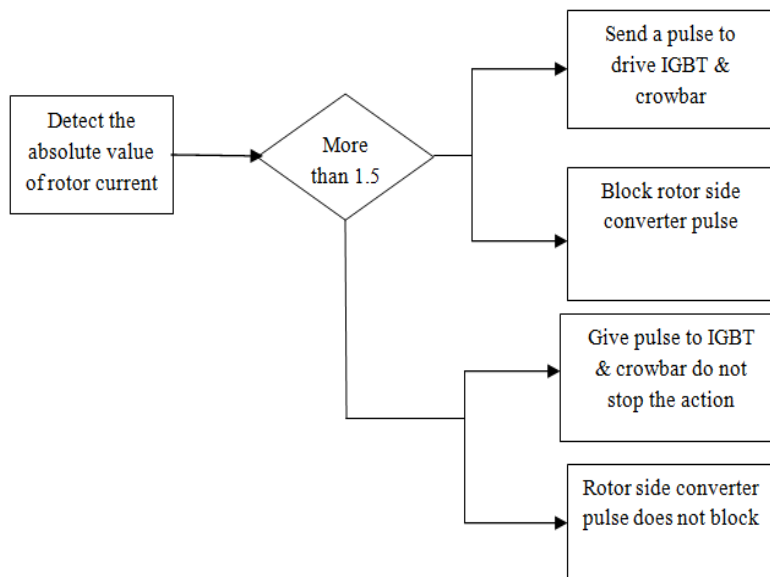 Detect the
absolute value
of rotor current
More
than 1.5
Send a pulse to
drive IGBT &
crowbar
Block rotor side
converter pulse
Give pulse to IGBT
& crowbar do not
stop the action
Rotor side converter
pulse does not block